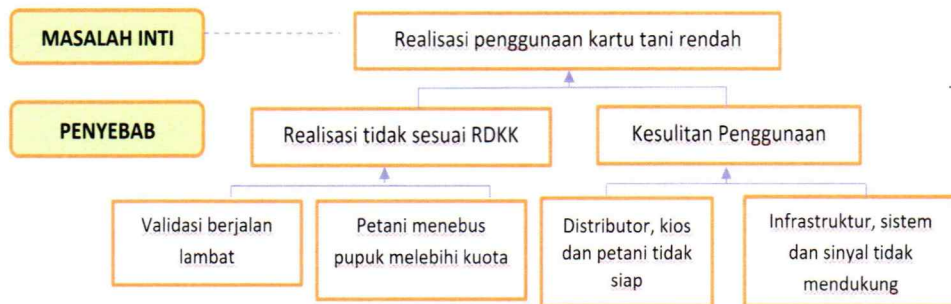 MASALAH INTI
Realisasi penggunaan kartu tani rendah
PENYEBAB
Realisasi tidak sesuai RDKK
Kesulitan Penggunaan
Validasi berjalan
lambat
Petani menebus
pupuk melebihi kuota
Distributor, kios
dan petani tidak
siap
Infrastruktur, sistem
dan sinyal tidak
mendukung